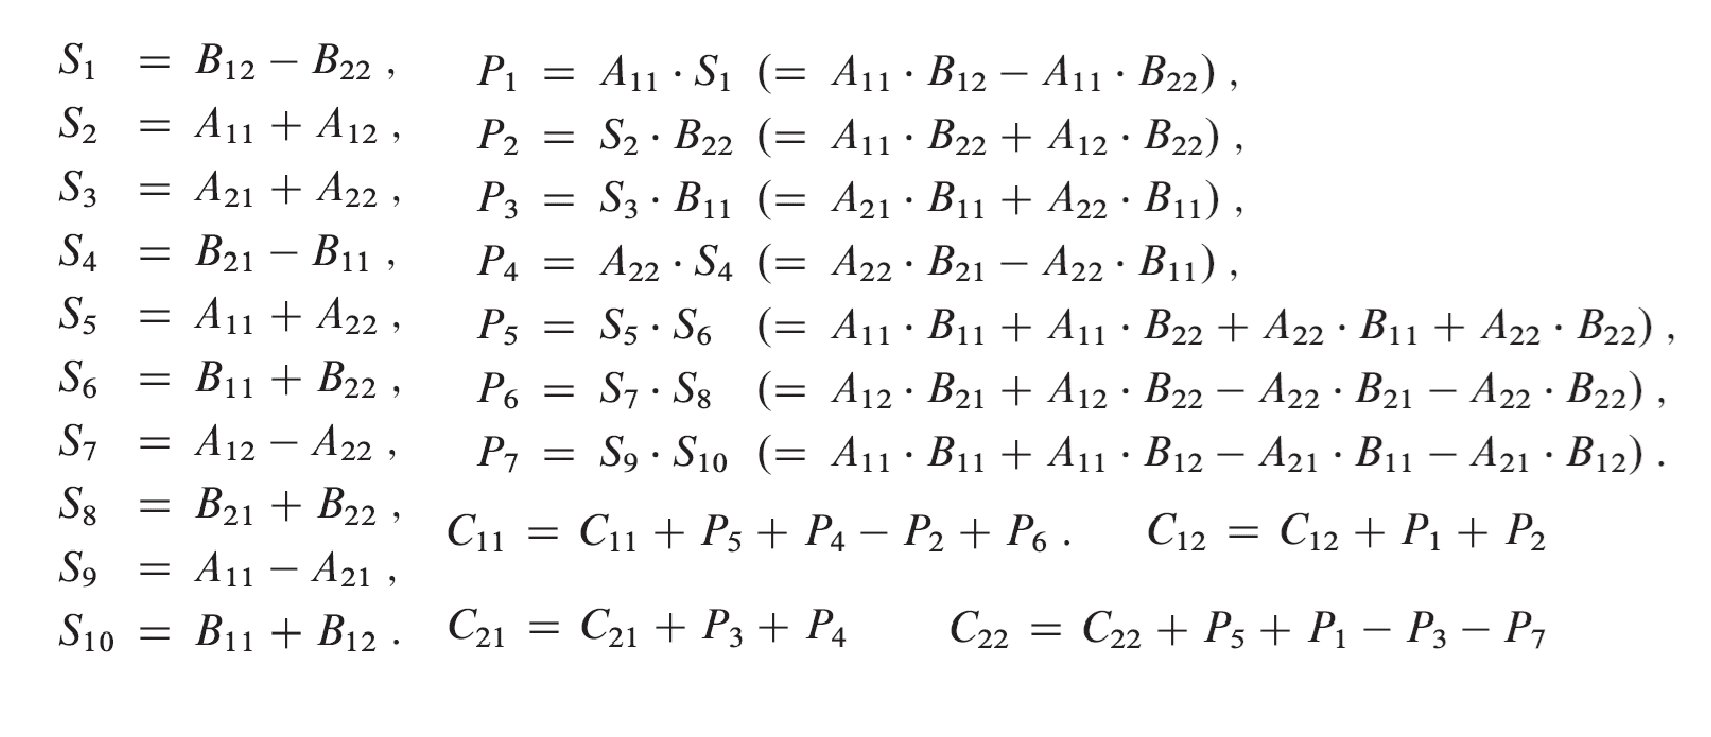 S₁ = B₁₂ − B₂₂ ,
S₂ = A₁₁ + A₁₂ ,
S₃ = A₂₁ + A₂₂ ,
S₄ = B₂₁ − B₁₁ ,
S₅ = A₁₁ + A₂₂ ,
S₆ = B₁₁ + B₂₂ ,
S₇ = A₁₂ − A₂₂ ,
S₈ = B₂₁ + B₂₂ ,
S₉ = A₁₁ − A₂₁ ,
S₁₀ = B₁₁ + B₁₂ .
P₁ = A₁₁ · S₁ (= A₁₁ · B₁₂ − A₁₁ · B₂₂) ,
P₂ = S₂ · B₂₂ (= A₁₁ · B₂₂ + A₁₂ · B₂₂) ,
P₃ = S₃ · B₁₁ (= A₂₁ · B₁₁ + A₂₂ · B₁₁) ,
P₄ = A₂₂ · S₄ (= A₂₂ · B₂₁ − A₂₂ · B₁₁) ,
P₅ = S₅ · S₆ (= A₁₁ · B₁₁ + A₁₁ · B₂₂ + A₂₂ · B₁₁ + A₂₂ · B₂₂) ,
P₆ = S₇ · S₈ (= A₁₂ · B₂₁ + A₁₂ · B₂₂ − A₂₂ · B₂₁ − A₂₂ · B₂₂) ,
P₇ = S₉ · S₁₀ (= A₁₁ · B₁₁ + A₁₁ · B₁₂ − A₂₁ · B₁₁ − A₂₁ · B₁₂) .
C₁₁ = C₁₁ + P₅ + P₄ − P₂ + P₆ .
C₁₂ = C₁₂ + P₁ + P₂
C₂₁ = C₂₁ + P₃ + P₄
C₂₂ = C₂₂ + P₅ + P₁ − P₃ − P₇